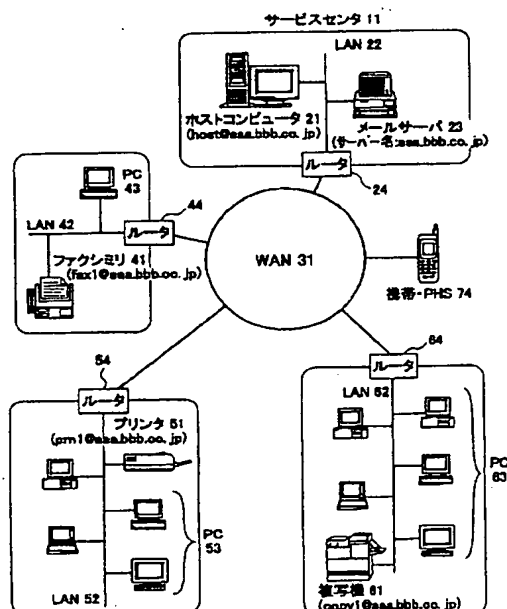 サービスセンタ 11
LAN 22
ホストコンピュータ 21
(host@aaa.bbb.co.jp)
メールサーバ 23
(サーバー名:aaa.bbb.co.jp)
ルータ
24
PC
43
44
LAN 42
ルータ
ファクシミリ 41
(fax1@aaa.bbb.co.jp)
WAN 31
携帯・PHS 74
54
ルータ
プリンタ 51
(prn1@aaa.bbb.co.jp)
PC
53
LAN 52
64
ルータ
LAN 62
PC
63
複写機 61
(copy1@aaa.bbb.co.jp)